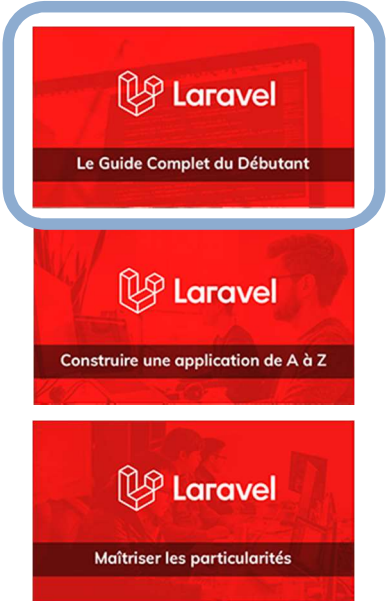 Laravel
Le Guide Complet du Débutant
Laravel
Construire une application de A à Z
Laravel
Maîtriser les particularités